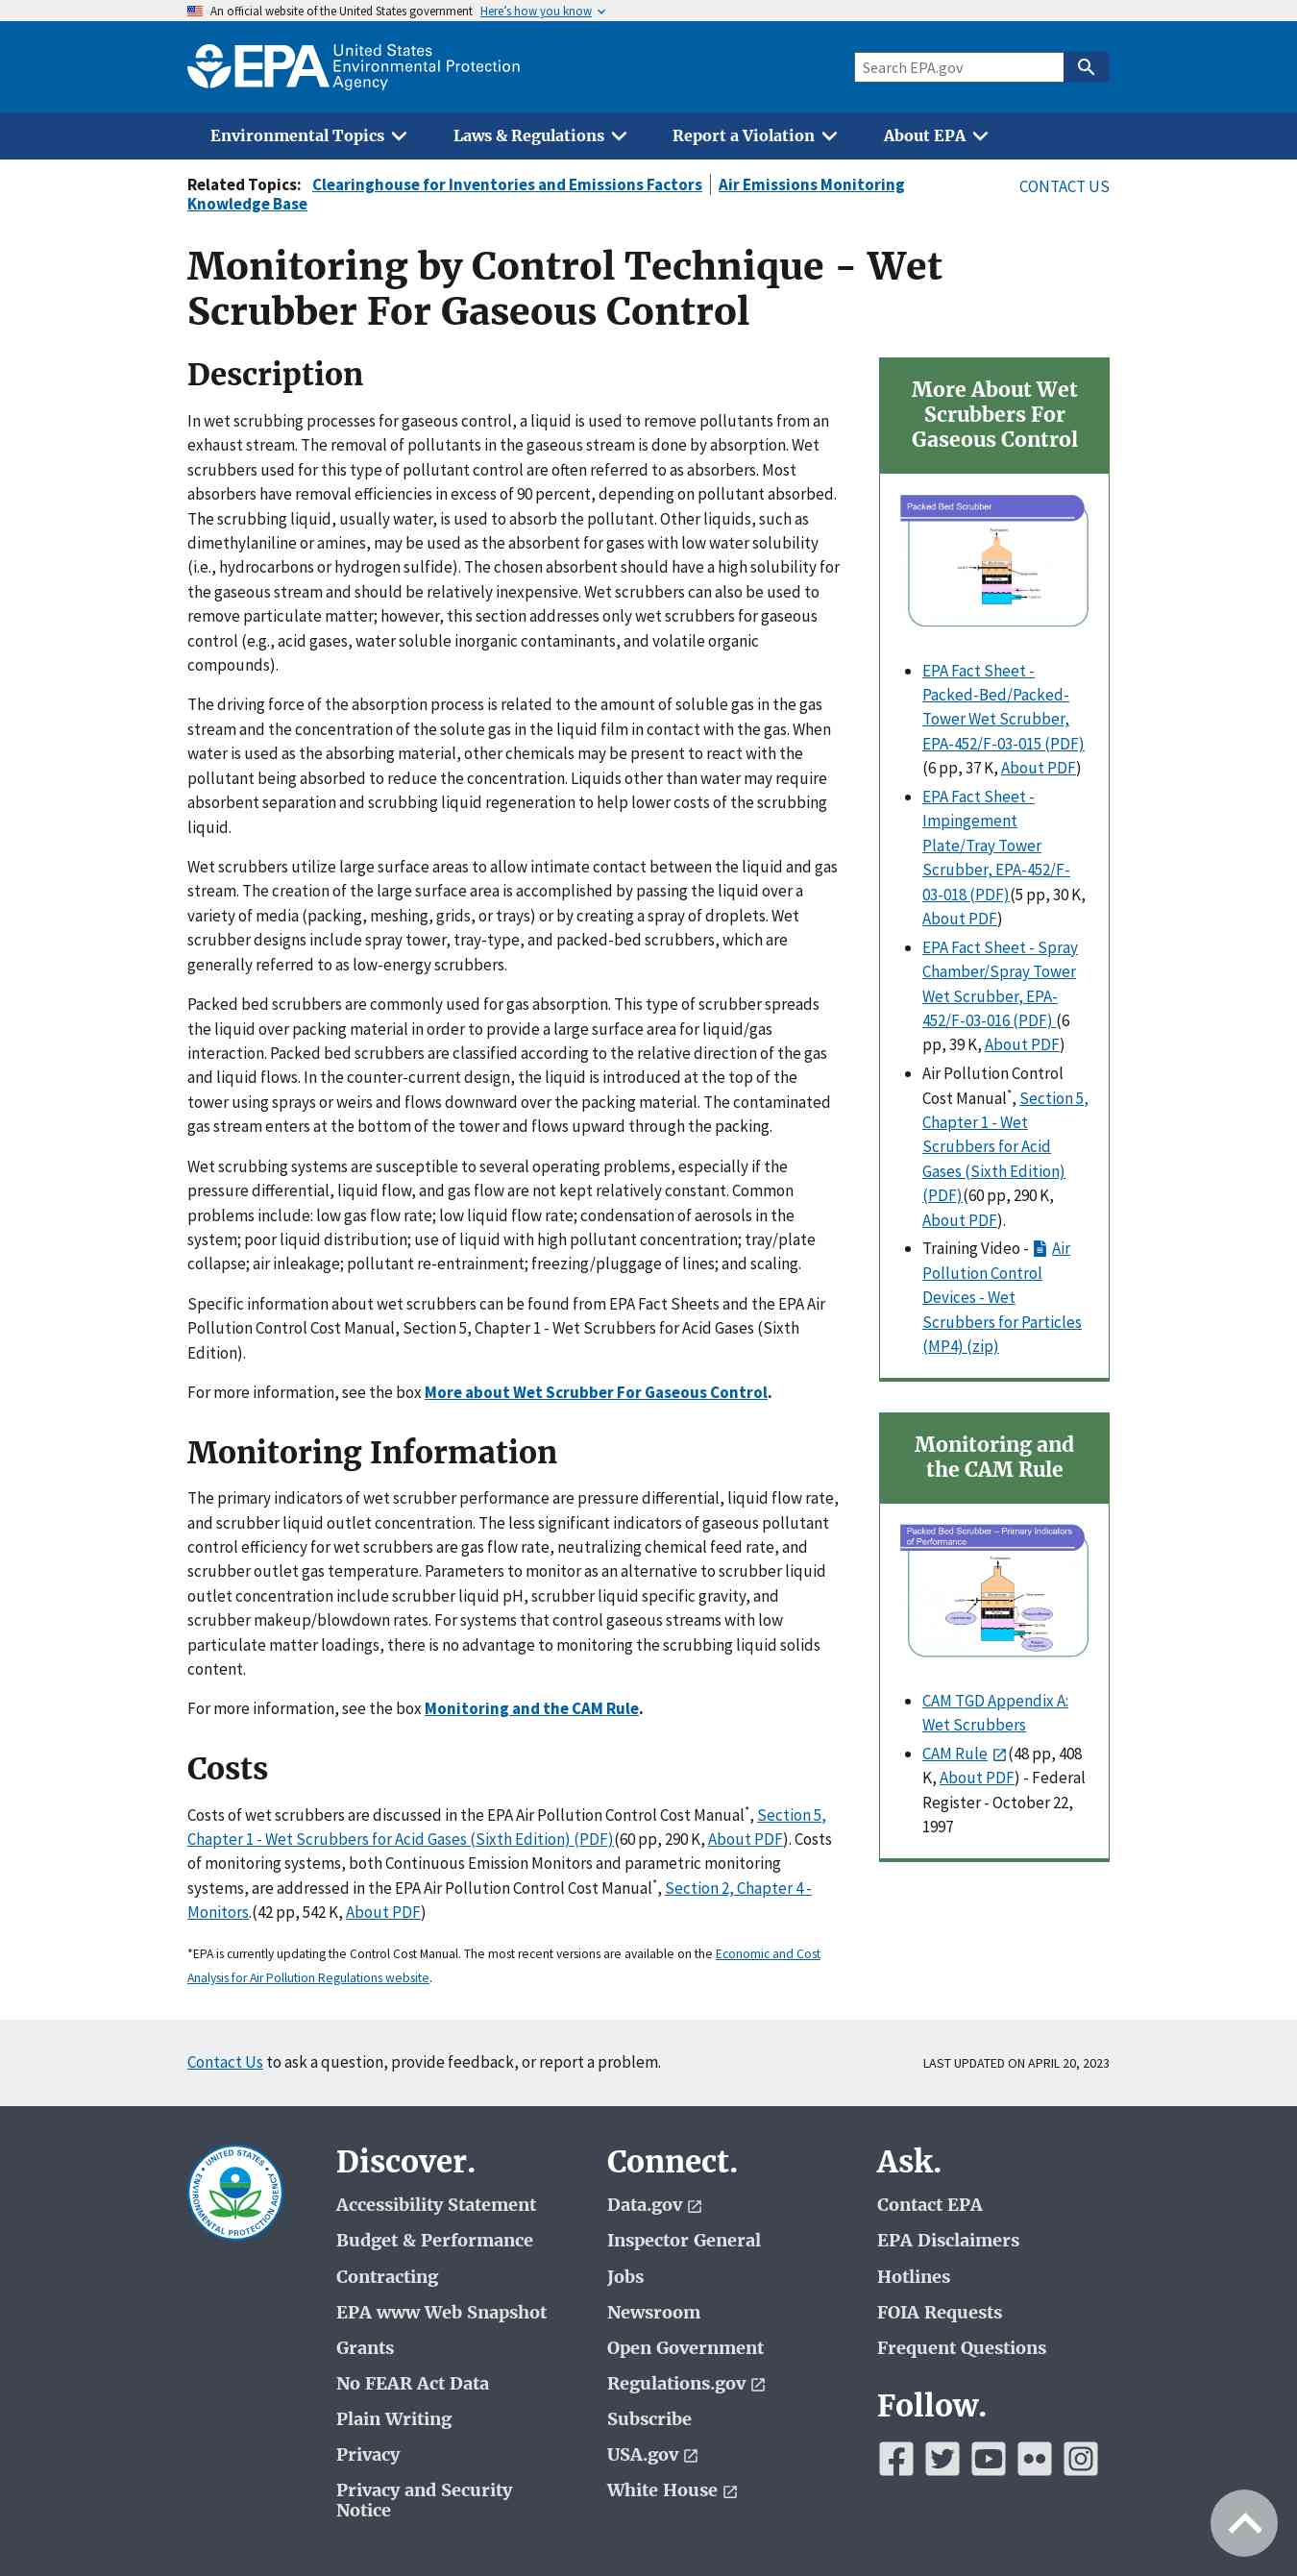 An official website of the United States government Here's how you know
EPA United States
Environmental Protection
Agency
Search EPA.gov
Environmental Topics Laws & Regulations Report a Violation About EPA
Related Topics: Clearinghouse for Inventories and Emissions Factors Air Emissions Monitoring
Knowledge Base
CONTACT US
Monitoring by Control Technique - Wet
Scrubber For Gaseous Control
Description
In wet scrubbing processes for gaseous control, a liquid is used to remove pollutants from an
exhaust stream. The removal of pollutants in the gaseous stream is done by absorption. Wet
scrubbers used for this type of pollutant control are often referred to as absorbers. Most
absorbers have removal efficiencies in excess of 90 percent, depending on pollutant absorbed.
The scrubbing liquid, usually water, is used to absorb the pollutant. Other liquids, such as
dimethylaniline or amines, may be used as the absorbent for gases with low water solubility
(i.e., hydrocarbons or hydrogen sulfide). The chosen absorbent should have a high solubility for
the gaseous stream and should be relatively inexpensive. Wet scrubbers can also be used to
remove particulate matter; however, this section addresses only wet scrubbers for gaseous
control (e.g., acid gases, water soluble inorganic contaminants, and volatile organic
compounds).
The driving force of the absorption process is related to the amount of soluble gas in the gas
stream and the concentration of the solute gas in the liquid film in contact with the gas. When
water is used as the absorbing material, other chemicals may be present to react with the
pollutant being absorbed to reduce the concentration. Liquids other than water may require
absorbent separation and scrubbing liquid regeneration to help lower costs of the scrubbing
liquid.
Wet scrubbers utilize large surface areas to allow intimate contact between the liquid and gas
stream. The creation of the large surface area is accomplished by passing the liquid over a
variety of media (packing, meshing, grids, or trays) or by creating a spray of droplets. Wet
scrubber designs include spray tower, tray-type, and packed-bed scrubbers, which are
generally referred to as low-energy scrubbers.
Packed bed scrubbers are commonly used for gas absorption. This type of scrubber spreads
the liquid over packing material in order to provide a large surface area for liquid/gas
interaction. Packed bed scrubbers are classified according to the relative direction of the gas
and liquid flows. In the counter-current design, the liquid is introduced at the top of the
tower using sprays or weirs and flows downward over the packing material. The contaminated
gas stream enters at the bottom of the tower and flows upward through the packing.
Wet scrubbing systems are susceptible to several operating problems, especially if the
pressure differential, liquid flow, and gas flow are not kept relatively constant. Common
problems include: low gas flow rate; low liquid flow rate; condensation of aerosols in the
system; poor liquid distribution; use of liquid with high pollutant concentration; tray/plate
collapse; air inleakage; pollutant re-entrainment; freezing/pluggage of lines; and scaling.
Specific information about wet scrubbers can be found from EPA Fact Sheets and the EPA Air
Pollution Control Cost Manual, Section 5, Chapter 1 - Wet Scrubbers for Acid Gases (Sixth
Edition).
For more information, see the box More about Wet Scrubber For Gaseous Control.
Monitoring Information
The primary indicators of wet scrubber performance are pressure differential, liquid flow rate,
and scrubber liquid outlet concentration. The less significant indicators of gaseous pollutant
control efficiency for wet scrubbers are gas flow rate, neutralizing chemical feed rate, and
scrubber outlet gas temperature. Parameters to monitor as an alternative to scrubber liquid
outlet concentration include scrubber liquid pH, scrubber liquid specific gravity, and
scrubber makeup/blowdown rates. For systems that control gaseous streams with low
particulate matter loadings, there is no advantage to monitoring the scrubbing liquid solids
content.
For more information, see the box Monitoring and the CAM Rule.
Costs
Costs of wet scrubbers are discussed in the EPA Air Pollution Control Cost Manual*, Section 5,
Chapter 1 - Wet Scrubbers for Acid Gases (Sixth Edition) (PDF)(60 pp, 290 K, About PDF). Costs
of monitoring systems, both Continuous Emission Monitors and parametric monitoring
systems, are addressed in the EPA Air Pollution Control Cost Manual*, Section 2, Chapter 4 -
Monitors.(42 pp, 542 K, About PDF)
*EPA is currently updating the Control Cost Manual. The most recent versions are available on the Economic and Cost
Analysis for Air Pollution Regulations website.
More About Wet
Scrubbers For
Gaseous Control
Packed Bed Scrubber
EPA Fact Sheet -
Packed-Bed/Packed-
Tower Wet Scrubber,
EPA-452/F-03-015 (PDF)
(6 pp, 37 K, About PDF)
EPA Fact Sheet -
Impingement
Plate/Tray Tower
Scrubber, EPA-452/F-
03-018 (PDF)(5 pp, 30 K,
About PDF)
EPA Fact Sheet - Spray
Chamber/Spray Tower
Wet Scrubber, EPA-
452/F-03-016 (PDF) (6
pp, 39 K, About PDF)
Air Pollution Control
Cost Manual*, Section 5,
Chapter 1 - Wet
Scrubbers for Acid
Gases (Sixth Edition)
(PDF)(60 pp, 290 K,
About PDF).
Training Video - Air
Pollution Control
Devices - Wet
Scrubbers for Particles
(MP4) (zip)
Monitoring and
the CAM Rule
Packed Bed Scrubber – Primary Indicators
of Performance
CAM TGD Appendix A:
Wet Scrubbers
CAM Rule (48 pp, 408
K, About PDF) - Federal
Register - October 22,
1997
Contact Us to ask a question, provide feedback, or report a problem.
LAST UPDATED ON APRIL 20, 2023
UNITED STATES
ENVIRONMENTAL PROTECTION AGENCY
Discover.
Accessibility Statement
Budget & Performance
Contracting
EPA www Web Snapshot
Grants
No FEAR Act Data
Plain Writing
Privacy
Privacy and Security
Notice
Connect.
Data.gov
Inspector General
Jobs
Newsroom
Open Government
Regulations.gov
Subscribe
USA.gov
White House
Ask.
Contact EPA
EPA Disclaimers
Hotlines
FOIA Requests
Frequent Questions
Follow.